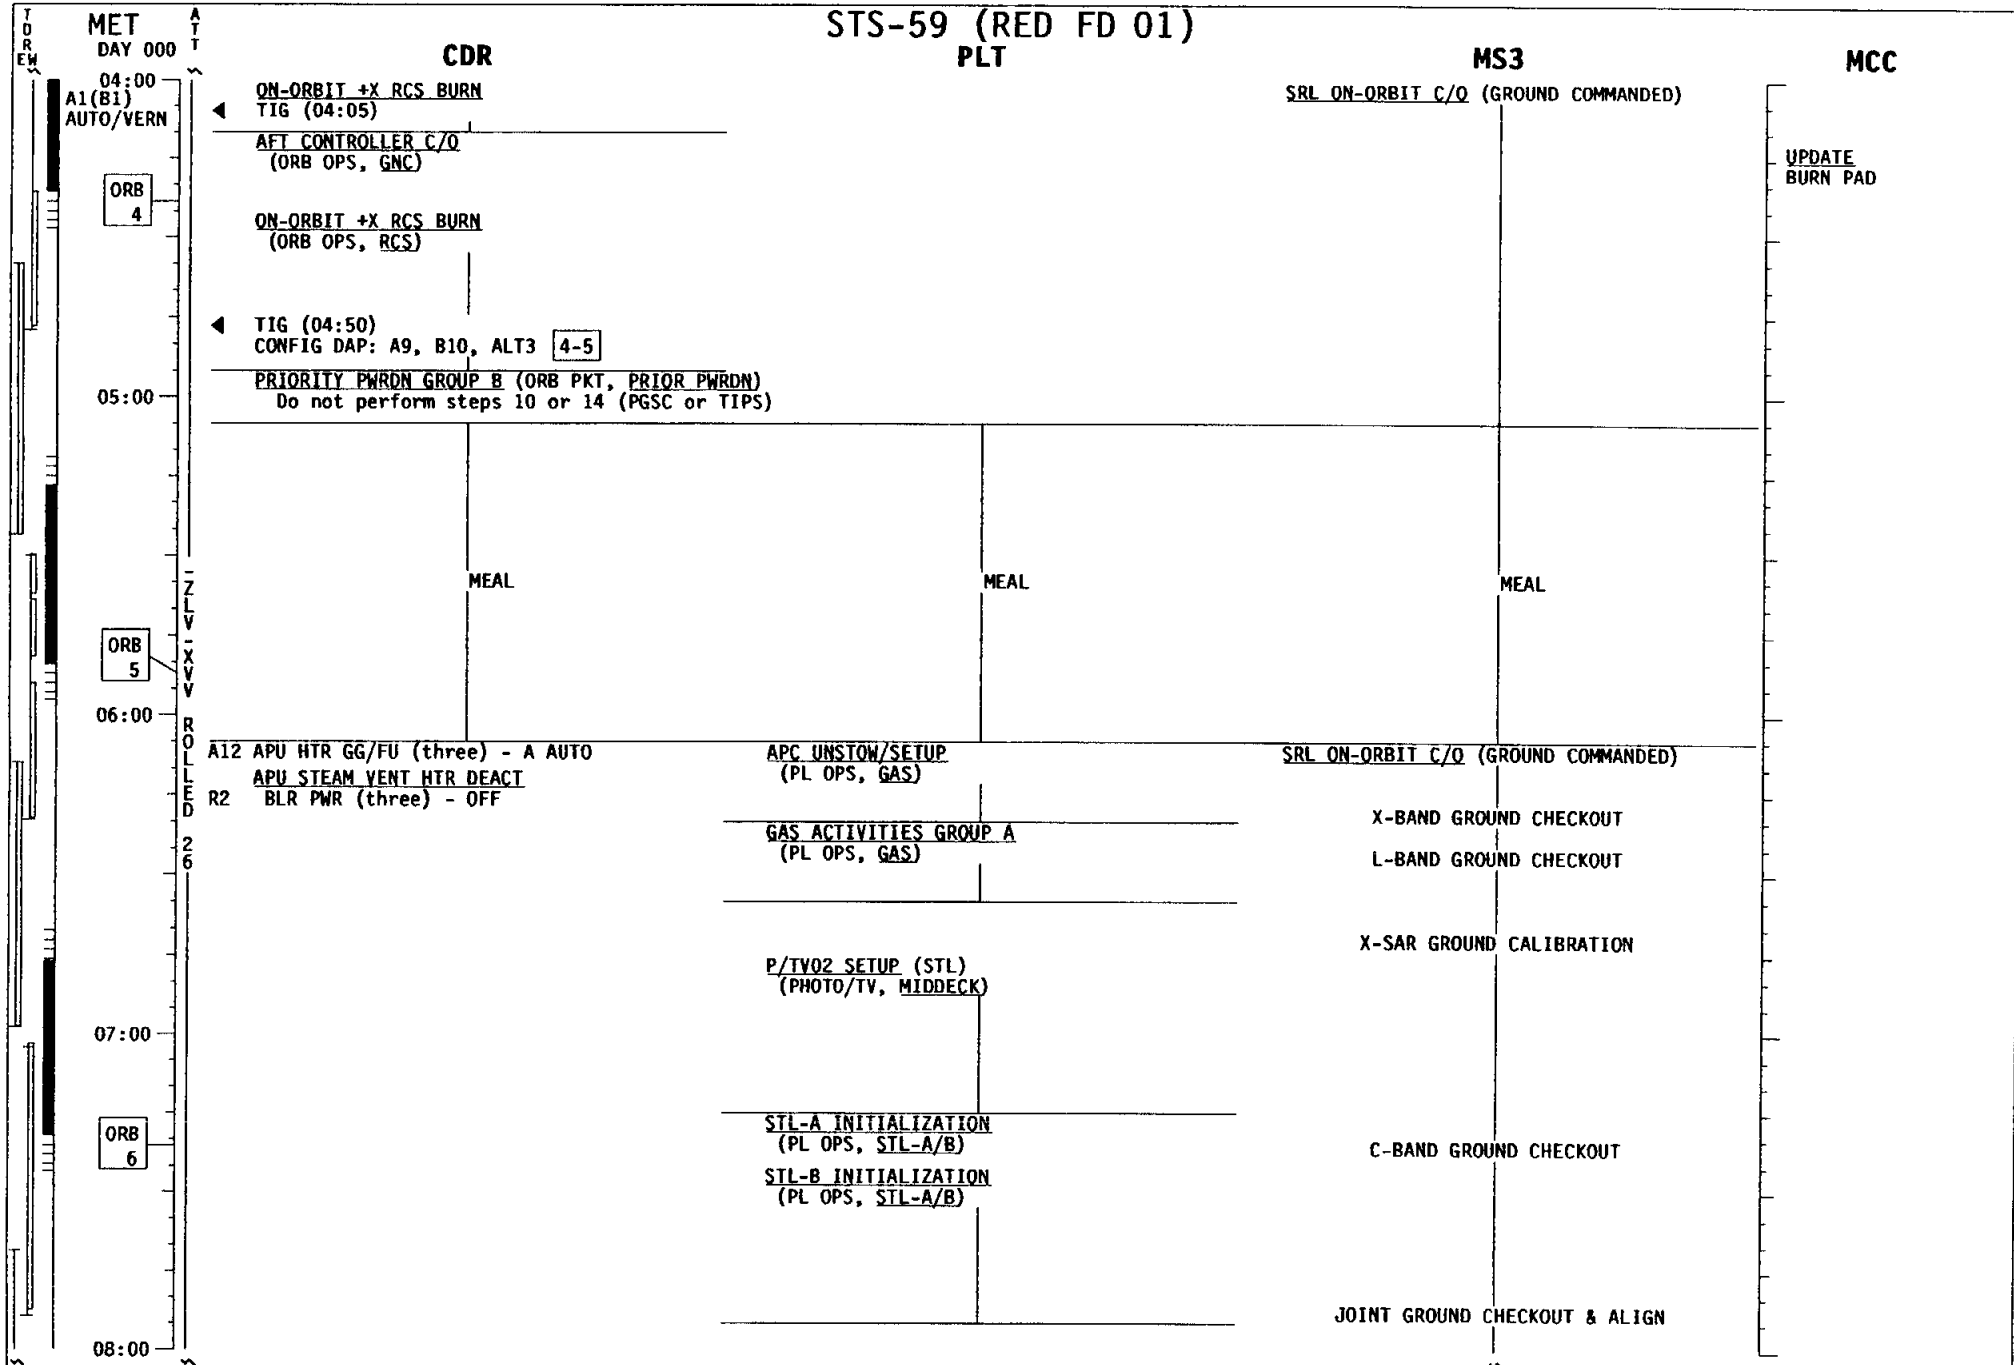 STS-59 (RED FD 01)
TDRE W
MET
DAY 000
ATT
CDR
PLT
MS3
MCC
04:00
A1(B1)
AUTO/VERN
ORB
4
05:00
ORB
5
06:00
07:00
ORB
6
08:00
-ZLV -XVV ROLLED 26
ON-ORBIT +X RCS BURN
◀ TIG (04:05)
AFT CONTROLLER C/O
(ORB OPS, GNC)
ON-ORBIT +X RCS BURN
(ORB OPS, RCS)
◀ TIG (04:50)
CONFIG DAP: A9, B10, ALT3 4-5
PRIORITY PWRDN GROUP B (ORB PKT, PRIOR PWRDN)
Do not perform steps 10 or 14 (PGSC or TIPS)
MEAL
A12 APU HTR GG/FU (three) - A AUTO
APU STEAM VENT HTR DEACT
R2 BLR PWR (three) - OFF
MEAL
APC UNSTOW/SETUP
(PL OPS, GAS)
GAS ACTIVITIES GROUP A
(PL OPS, GAS)
P/TV02 SETUP (STL)
(PHOTO/TV, MIDDECK)
STL-A INITIALIZATION
(PL OPS, STL-A/B)
STL-B INITIALIZATION
(PL OPS, STL-A/B)
SRL ON-ORBIT C/O (GROUND COMMANDED)
MEAL
SRL ON-ORBIT C/O (GROUND COMMANDED)
X-BAND GROUND CHECKOUT
L-BAND GROUND CHECKOUT
X-SAR GROUND CALIBRATION
C-BAND GROUND CHECKOUT
JOINT GROUND CHECKOUT & ALIGN
UPDATE
BURN PAD